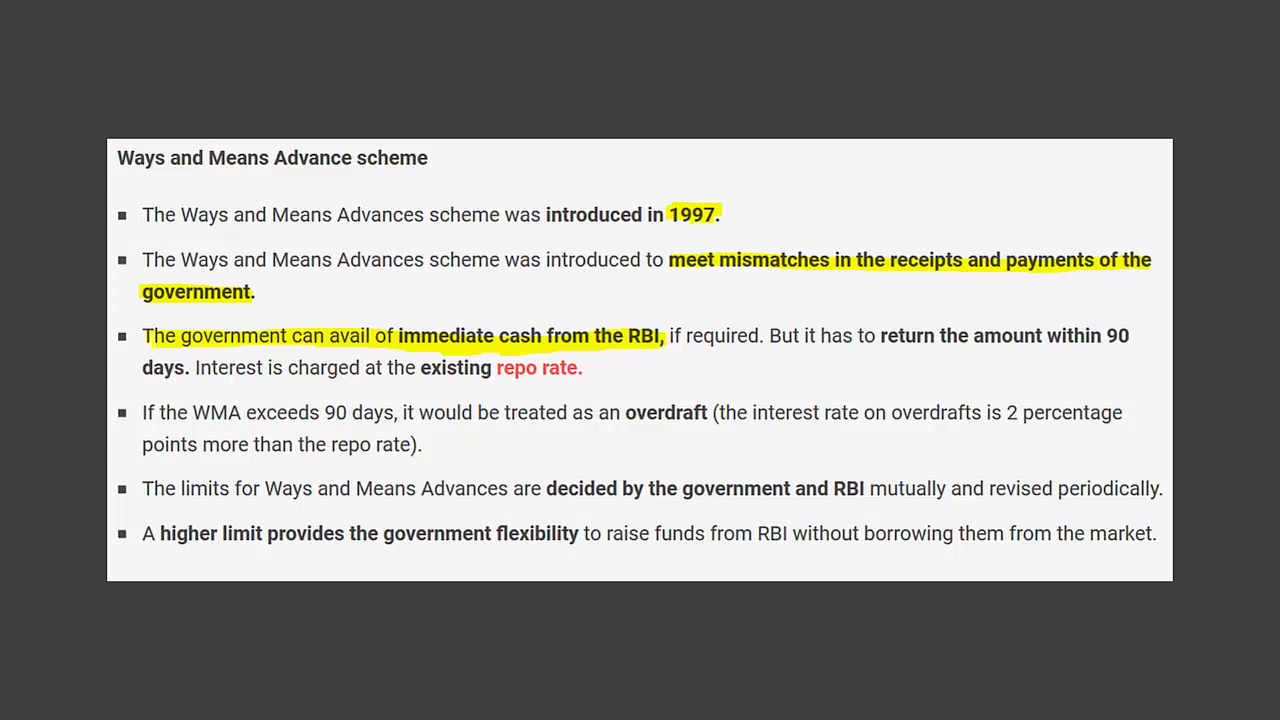 Ways and Means Advance scheme
▪ The Ways and Means Advances scheme was introduced in 1997.
▪ The Ways and Means Advances scheme was introduced to meet mismatches in the receipts and payments of the
government.
▪ The government can avail of immediate cash from the RBI, if required. But it has to return the amount within 90
days. Interest is charged at the existing repo rate.
▪ If the WMA exceeds 90 days, it would be treated as an overdraft (the interest rate on overdrafts is 2 percentage
points more than the repo rate).
▪ The limits for Ways and Means Advances are decided by the government and RBI mutually and revised periodically.
▪ A higher limit provides the government flexibility to raise funds from RBI without borrowing them from the market.